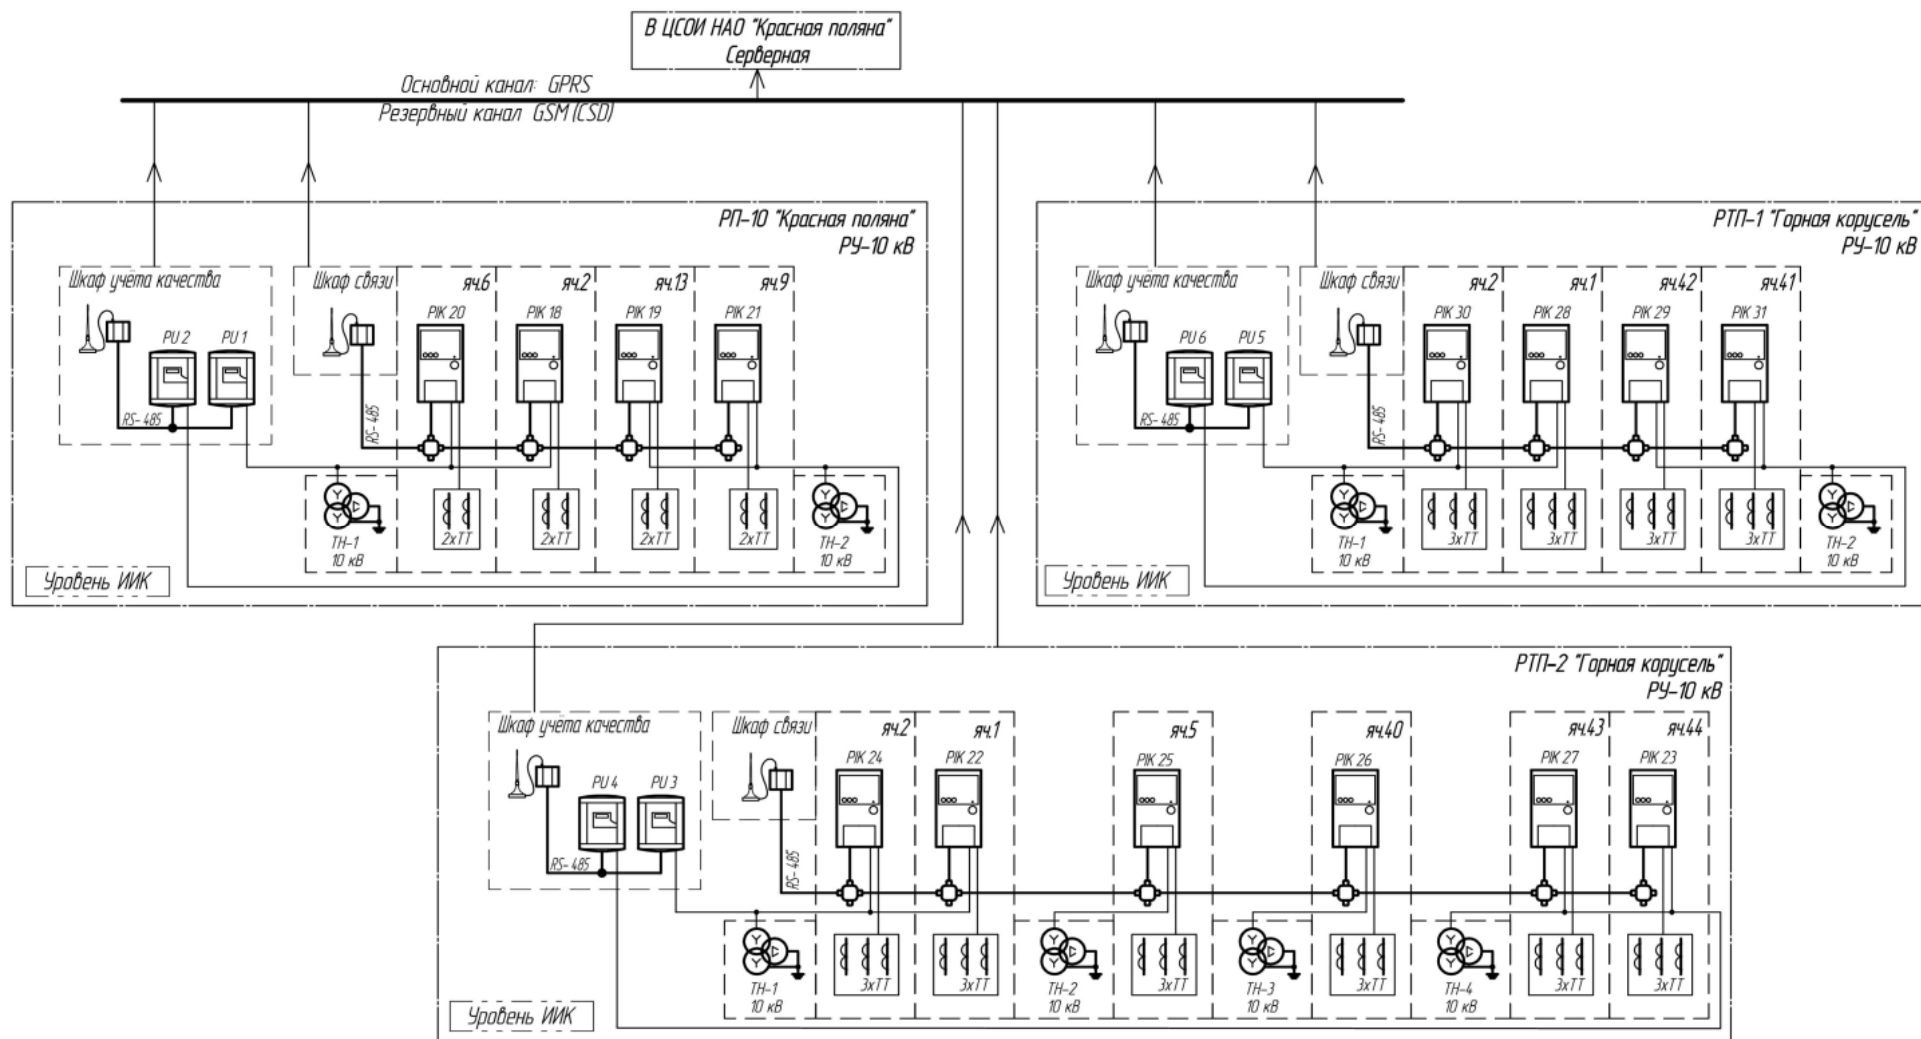 В ЦСОИ НАО "Красная поляна"
Серверная
Основной канал: GPRS
Резервный канал GSM (CSD)
РП-10 "Красная поляна"
РУ-10 кВ
Шкаф учёта качества
PU 2
PU 1
RS-485
Шкаф связи
RS-485
яч.6
яч.2
яч.13
яч.9
PIK 20
PIK 18
PIK 19
PIK 21
ТН-1
10 кВ
2хТТ
2хТТ
2хТТ
2хТТ
ТН-2
10 кВ
Уровень ИИК
РТП-1 "Горная корусель"
РУ-10 кВ
Шкаф учёта качества
PU 6
PU 5
RS-485
Шкаф связи
RS-485
яч.2
яч.1
яч.42
яч.41
PIK 30
PIK 28
PIK 29
PIK 31
ТН-1
10 кВ
3хТТ
3хТТ
3хТТ
3хТТ
ТН-2
10 кВ
Уровень ИИК
РТП-2 "Горная корусель"
РУ-10 кВ
Шкаф учёта качества
PU 4
PU 3
RS-485
Шкаф связи
RS-485
яч.2
яч.1
яч.5
яч.40
яч.43
яч.44
PIK 24
PIK 22
PIK 25
PIK 26
PIK 27
PIK 23
ТН-1
10 кВ
3хТТ
3хТТ
ТН-2
10 кВ
3хТТ
ТН-3
10 кВ
3хТТ
ТН-4
10 кВ
3хТТ
3хТТ
Уровень ИИК